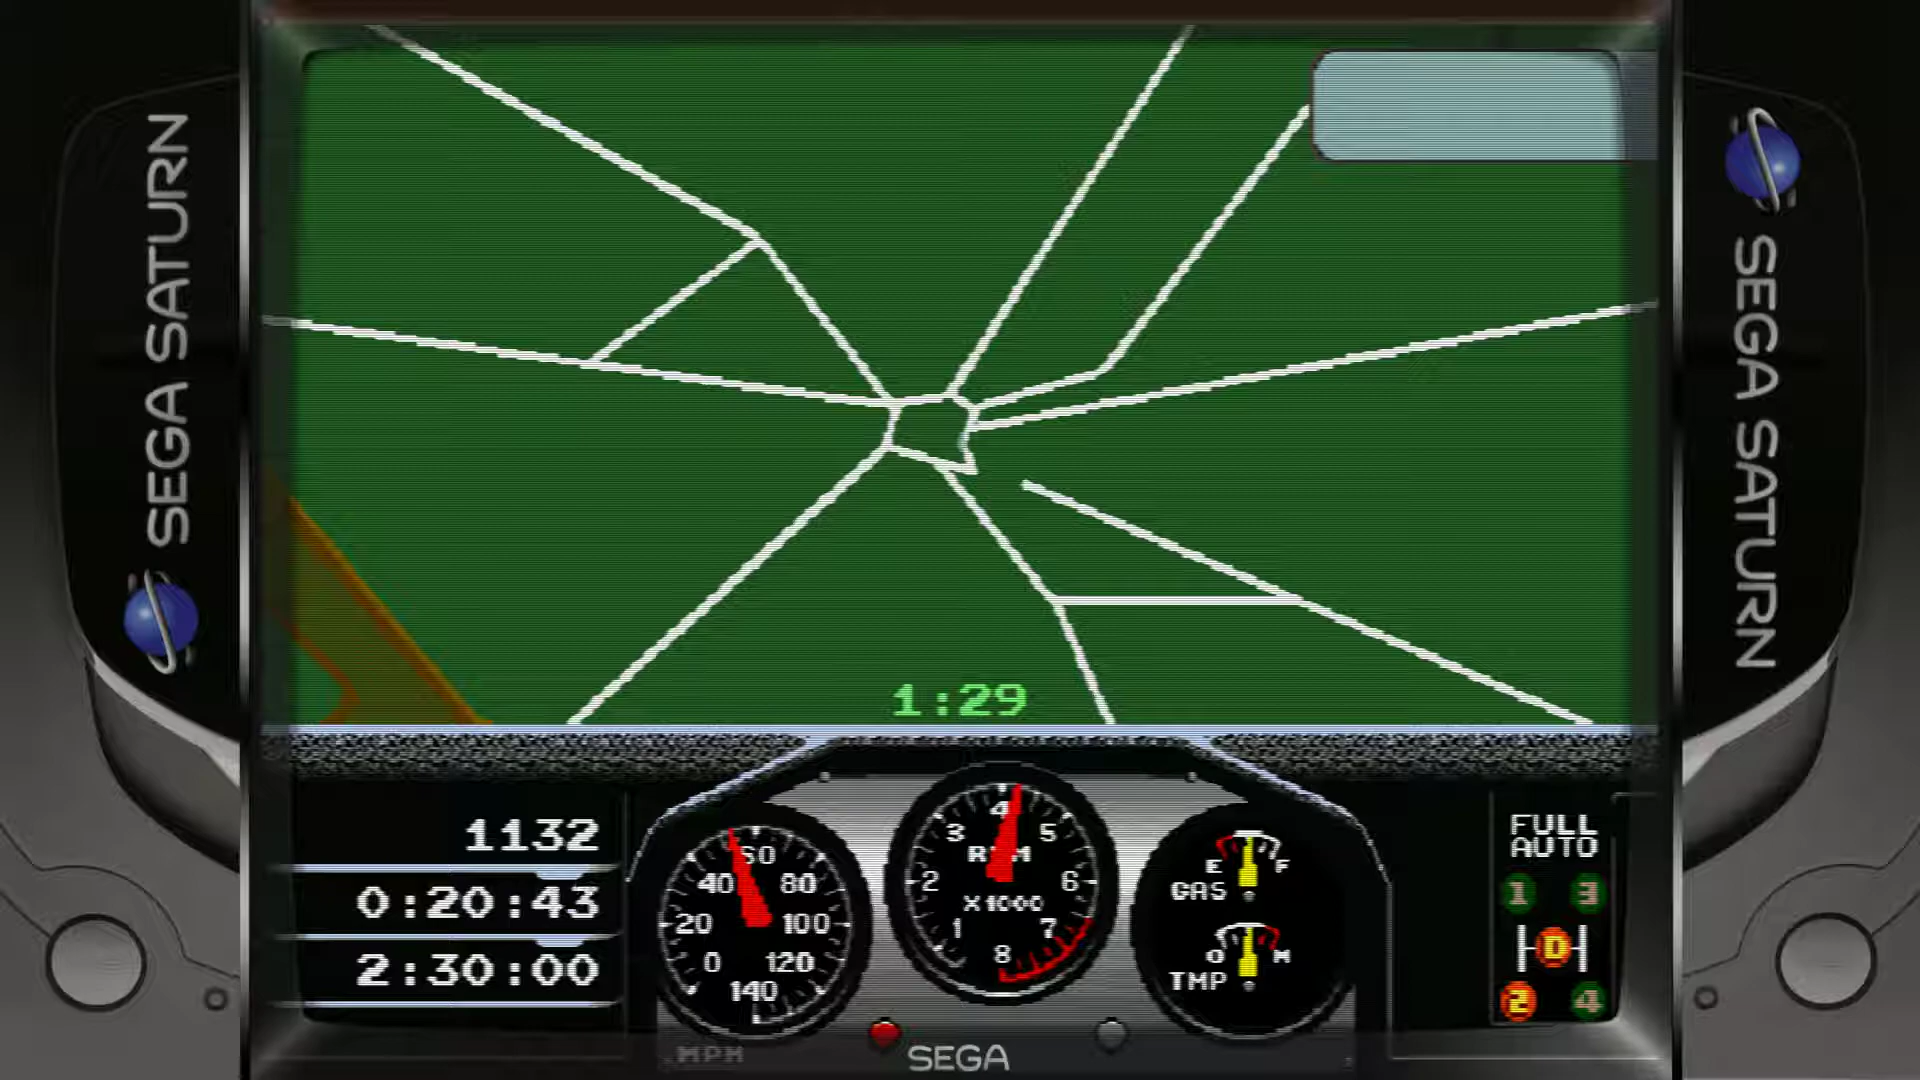 SEGA SATURN
SEGA SATURN
1:29
1132
0:20:43
2:30:00
0 20 40 60 80 100 120 140
MPH
1 2 3 4 5 6 7 8
RPM
X1000
E F
GAS
TMP
FULL
AUTO
1 3
D
2 4
SEGA